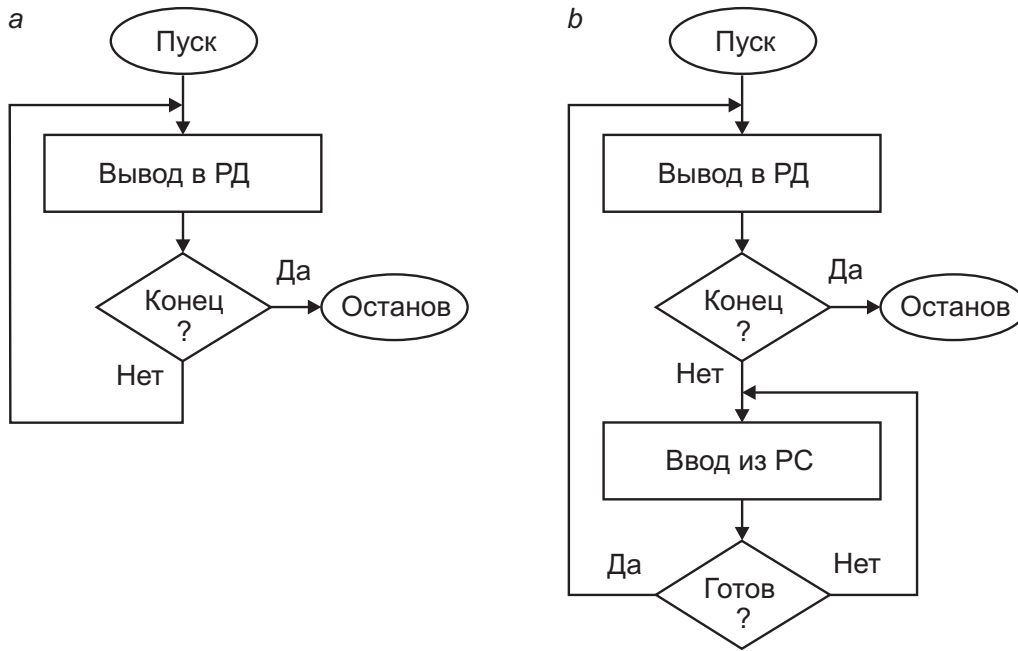 a
Пуск
Вывод в РД
Да
Конец
?
Останов
Нет
b
Пуск
Вывод в РД
Да
Конец
?
Останов
Нет
Ввод из РС
Да
Нет
Готов
?